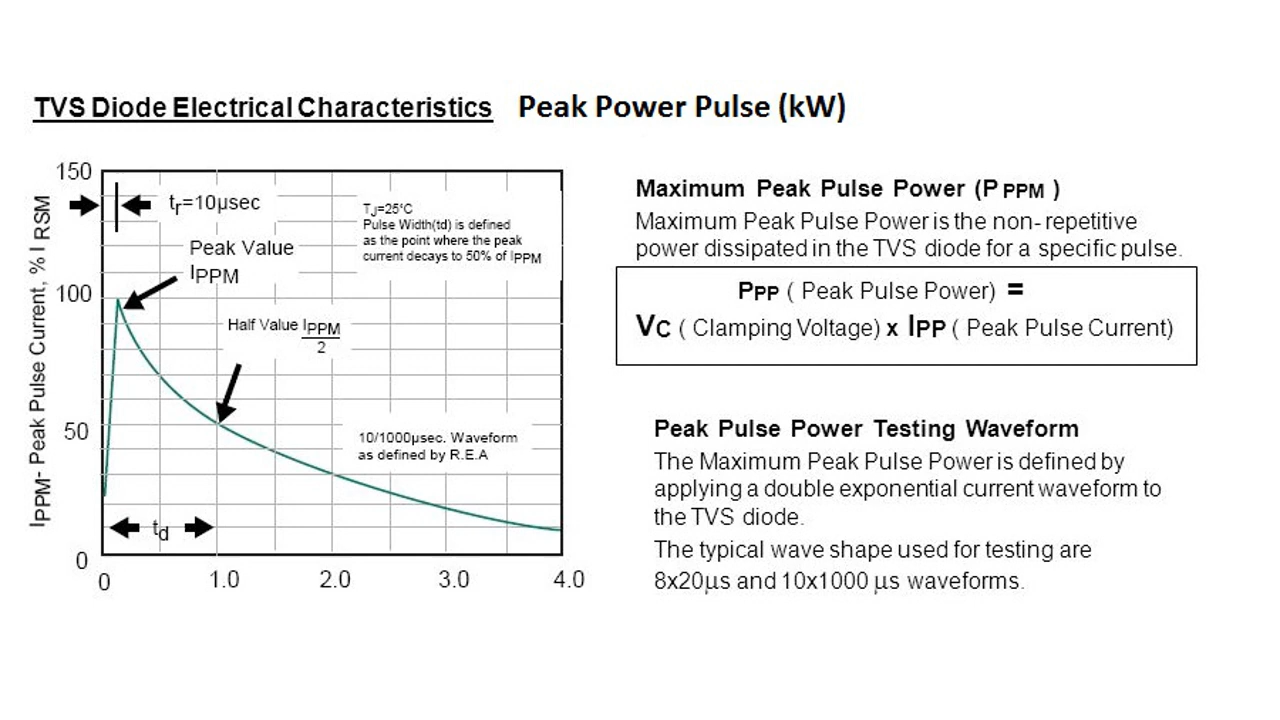 TVS Diode Electrical Characteristics Peak Power Pulse (kW)
IPPM- Peak Pulse Current, % I RSM
150
100
50
0
tr=10µsec
Peak Value
IPPM
TJ=25°C
Pulse Width(td) is defined
as the point where the peak
current decays to 50% of IPPM
Half Value IPPM
2
10/1000µsec. Waveform
as defined by R.E.A
td
0 1.0 2.0 3.0 4.0
Maximum Peak Pulse Power (P PPM )
Maximum Peak Pulse Power is the non- repetitive
power dissipated in the TVS diode for a specific pulse.
PPP ( Peak Pulse Power) =
VC ( Clamping Voltage) x IPP ( Peak Pulse Current)
Peak Pulse Power Testing Waveform
The Maximum Peak Pulse Power is defined by
applying a double exponential current waveform to
the TVS diode.
The typical wave shape used for testing are
8x20µs and 10x1000 µs waveforms.